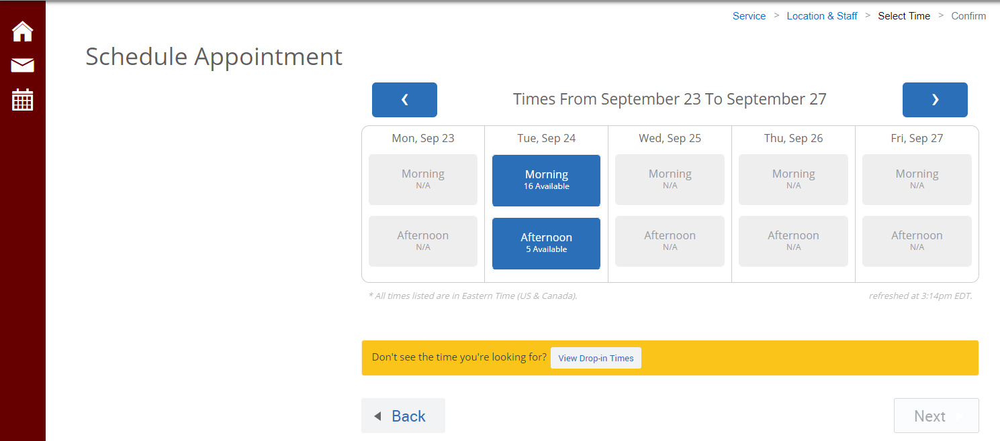 Service > Location & Staff > Select Time > Confirm
Schedule Appointment
❮ Times From September 23 To September 27 ❯
Mon, Sep 23 Tue, Sep 24 Wed, Sep 25 Thu, Sep 26 Fri, Sep 27
Morning Morning Morning Morning Morning
N/A 16 Available N/A N/A N/A
Afternoon Afternoon Afternoon Afternoon Afternoon
N/A 5 Available N/A N/A N/A
* All times listed are in Eastern Time (US & Canada). refreshed at 3:14pm EDT.
Don't see the time you're looking for? View Drop-in Times
Back Next